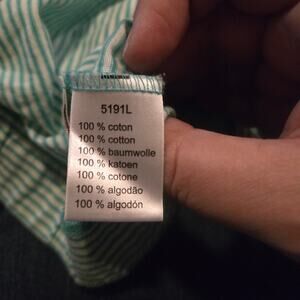 5191L
100 % coton
100 % cotton
100 % baumwolle
100 % katoen
100 % cotone
100 % algodão
100 % algodón